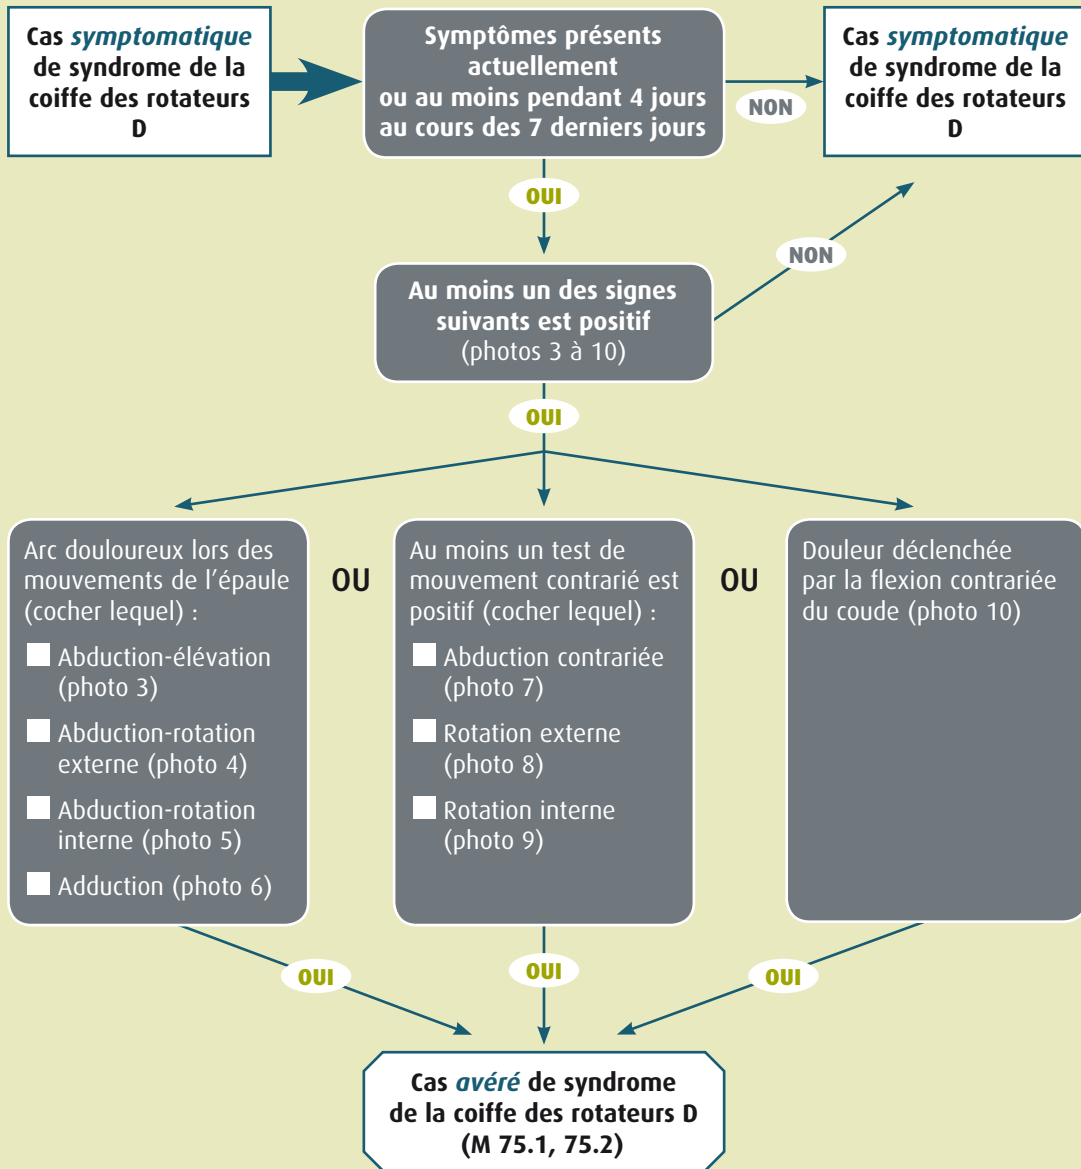 Cas symptomatique
de syndrome de la
coiffe des rotateurs
D
Symptômes présents
actuellement
ou au moins pendant 4 jours
au cours des 7 derniers jours
NON
Cas symptomatique
de syndrome de la
coiffe des rotateurs
D
OUI
NON
Au moins un des signes
suivants est positif
(photos 3 à 10)
OUI
Arc douloureux lors des
mouvements de l'épaule
(cocher lequel) :
Abduction-élévation
(photo 3)
Abduction-rotation
externe (photo 4)
Abduction-rotation
interne (photo 5)
Adduction (photo 6)
OU
Au moins un test de
mouvement contrarié est
positif (cocher lequel) :
Abduction contrariée
(photo 7)
Rotation externe
(photo 8)
Rotation interne
(photo 9)
OU
Douleur déclenchée
par la flexion contrariée
du coude (photo 10)
OUI
OUI
OUI
Cas avéré de syndrome
de la coiffe des rotateurs D
(M 75.1, 75.2)